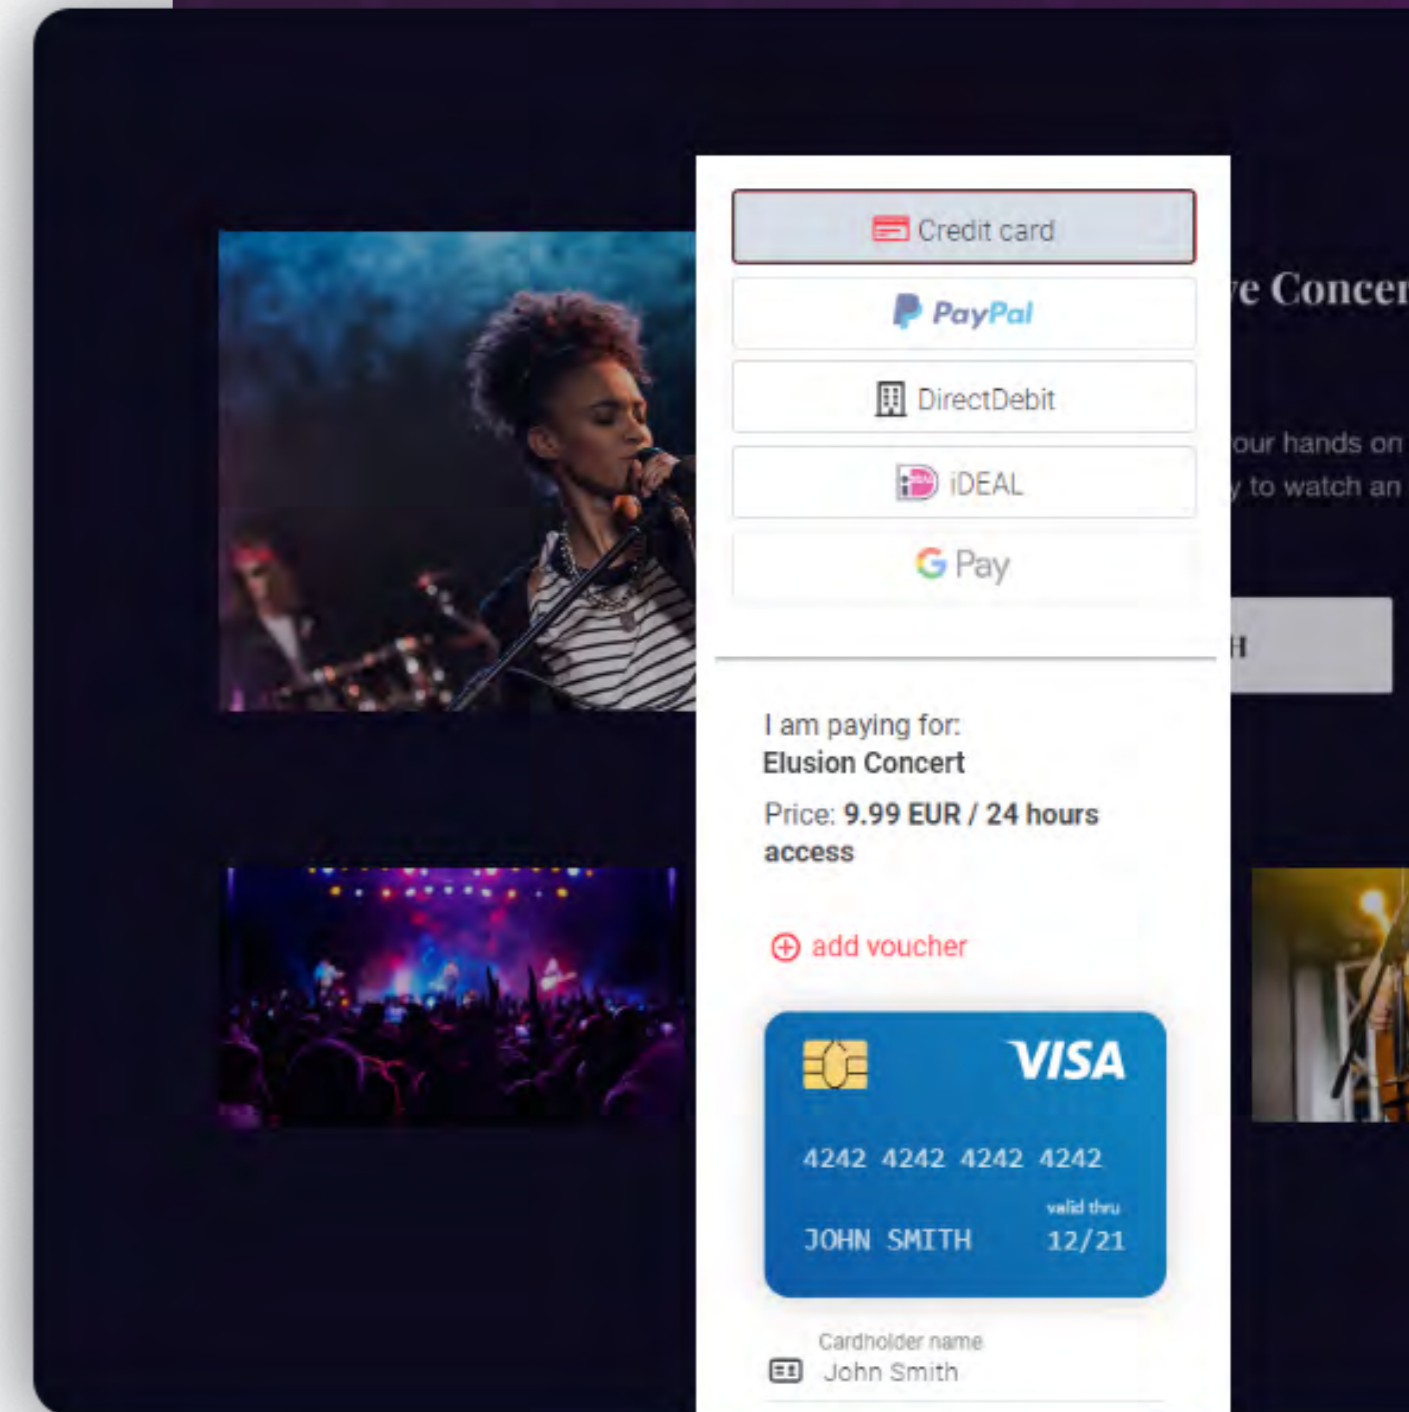 Credit card
PayPal
DirectDebit
iDEAL
G Pay
I am paying for:
Elusion Concert
Price: 9.99 EUR / 24 hours
access
add voucher
VISA
4242 4242 4242 4242
valid thru
JOHN SMITH 12/21
Cardholder name
John Smith
e Concer
our hands on
y to watch an
H